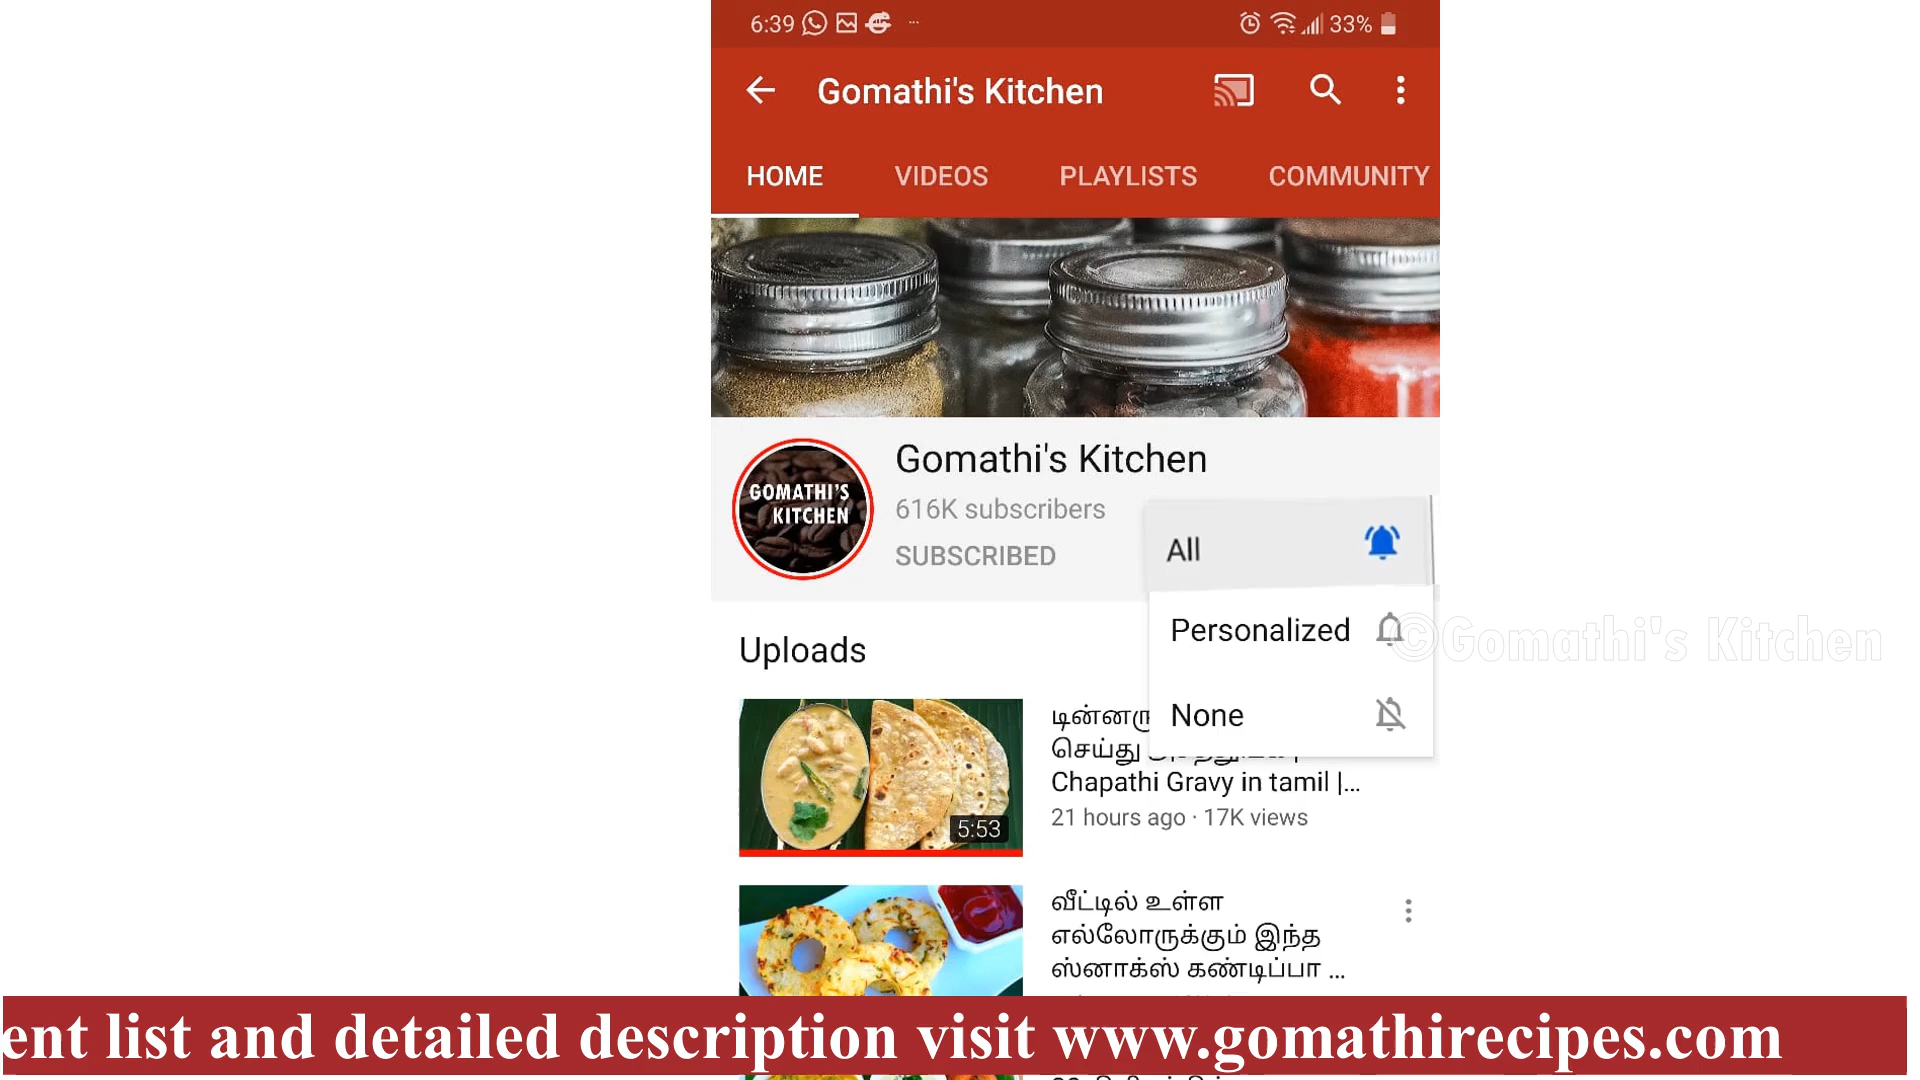 6:39
33%
Gomathi's Kitchen
HOME VIDEOS PLAYLISTS COMMUNITY
GOMATHI'S
KITCHEN
Gomathi's Kitchen
616K subscribers
SUBSCRIBED
All
Personalized
None
©Gomathi's Kitchen
Uploads
5:53
செய்து
Chapathi Gravy in tamil |...
21 hours ago · 17K views
வீட்டில் உள்ள
எல்லோருக்கும் இந்த
ஸ்னாக்ஸ் கண்டிப்பா ...
ent list and detailed description visit www.gomathirecipes.com